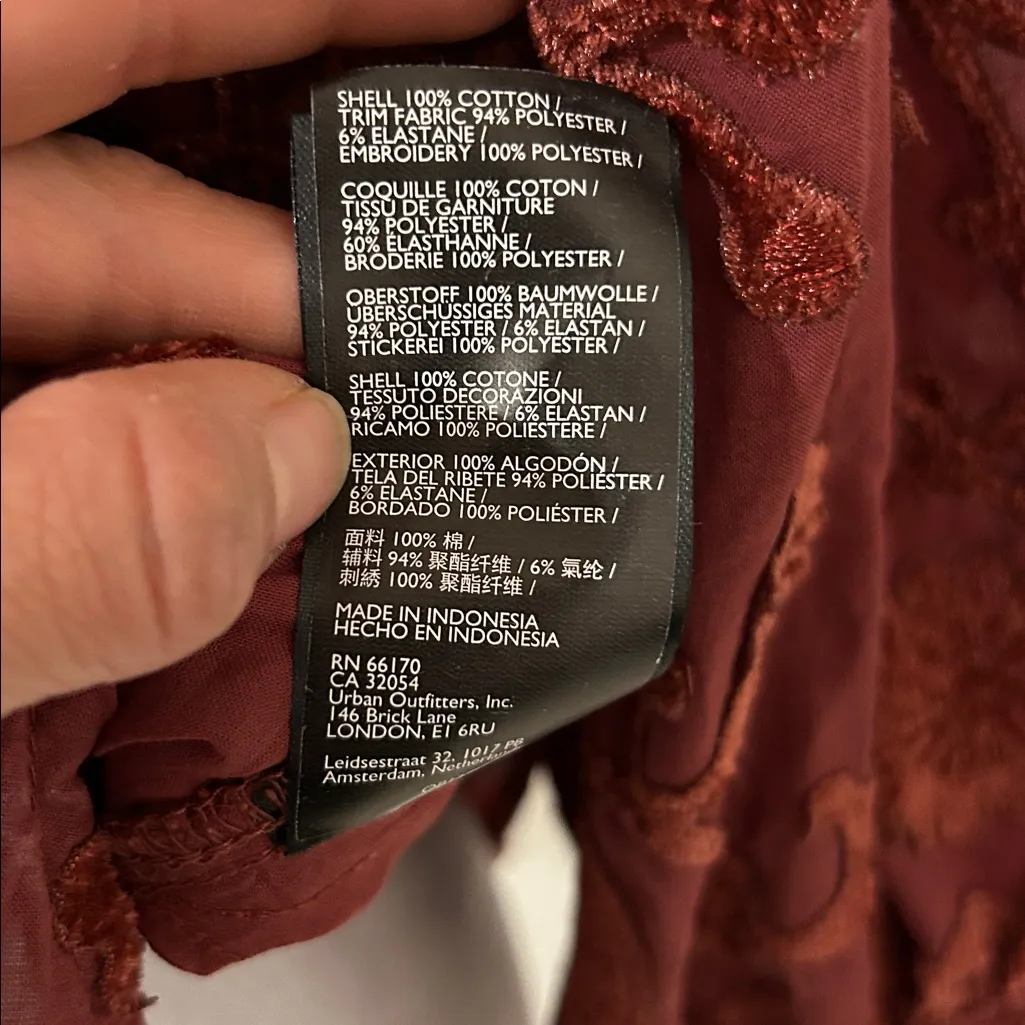 SHELL 100% COTTON /
TRIM FABRIC 94% POLYESTER /
6% ELASTANE /
EMBROIDERY 100% POLYESTER /
COQUILLE 100% COTON /
TISSU DE GARNITURE
94% POLYESTER /
60% ÉLASTHANNE /
BRODERIE 100% POLYESTER /
OBERSTOFF 100% BAUMWOLLE /
ÜBERSCHÜSSIGES MATERIAL
94% POLYESTER / 6% ELASTAN /
STICKEREI 100% POLYESTER /
SHELL 100% COTONE /
TESSUTO DECORAZIONI
94% POLIESTERE / 6% ELASTAN /
RICAMO 100% POLIESTERE /
EXTERIOR 100% ALGODÓN /
TELA DEL RIBETE 94% POLIÉSTER /
6% ELASTANE /
BORDADO 100% POLIÉSTER /
面料 100% 棉 /
辅料 94% 聚酯纤维 / 6% 氨纶 /
刺綉 100% 聚酯纤维 /
MADE IN INDONESIA
HECHO EN INDONESIA
RN 66170
CA 32054
Urban Outfitters, Inc.
146 Brick Lane
LONDON, E1 6RU
Leidsestraat 32, 1017 PB
Amsterdam, Netherlands